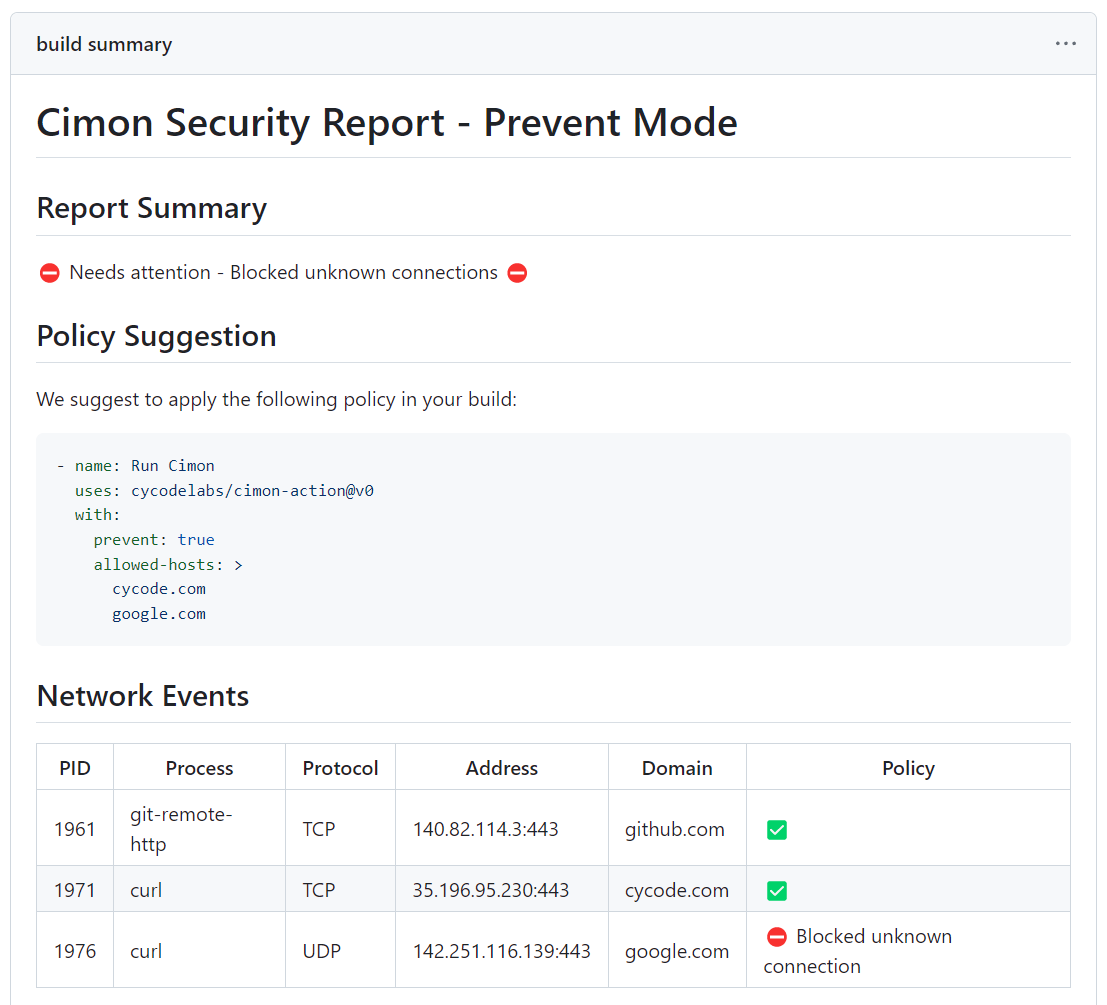 build summary
Cimon Security Report - Prevent Mode
Report Summary
⛔ Needs attention - Blocked unknown connections ⛔
Policy Suggestion
We suggest to apply the following policy in your build:
- name: Run Cimon
  uses: cycodelabs/cimon-action@v0
  with:
    prevent: true
    allowed-hosts: >
      cycode.com
      google.com
Network Events
PID Process Protocol Address Domain Policy
1961 git-remote-
http TCP 140.82.114.3:443 github.com ✅
1971 curl TCP 35.196.95.230:443 cycode.com ✅
1976 curl UDP 142.251.116.139:443 google.com ⛔ Blocked unknown
connection